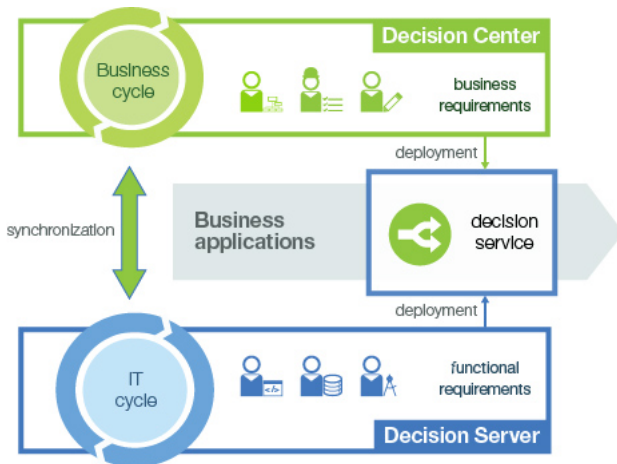 Decision Center
Business
cycle
business
requirements
deployment
synchronization
Business
applications
decision
service
deployment
IT
cycle
</>
functional
requirements
Decision Server